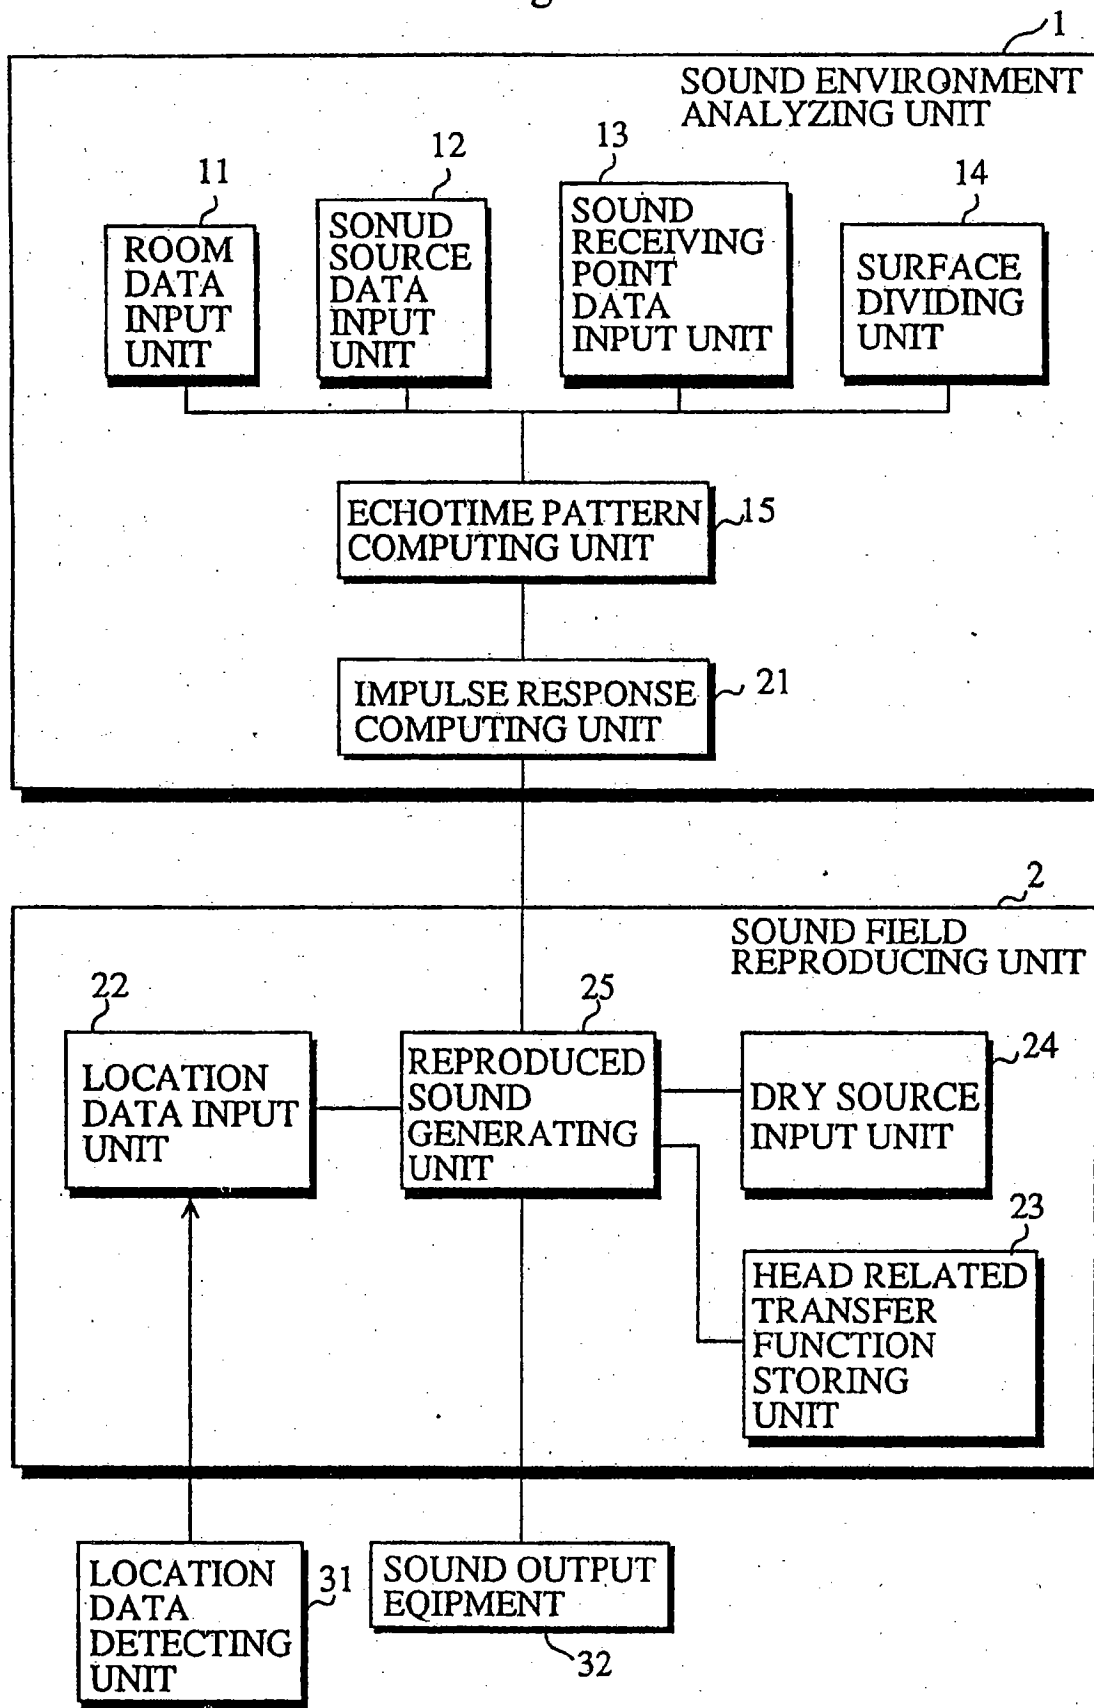 1
SOUND ENVIRONMENT
ANALYZING UNIT
11
12
13
14
ROOM
DATA
INPUT
UNIT
SONUD
SOURCE
DATA
INPUT
UNIT
SOUND
RECEIVING
POINT
DATA
INPUT UNIT
SURFACE
DIVIDING
UNIT
ECHOTIME PATTERN
COMPUTING UNIT
15
IMPULSE RESPONSE
COMPUTING UNIT
21
2
SOUND FIELD
REPRODUCING UNIT
22
LOCATION
DATA INPUT
UNIT
25
REPRODUCED
SOUND
GENERATING
UNIT
24
DRY SOURCE
INPUT UNIT
23
HEAD RELATED
TRANSFER
FUNCTION
STORING
UNIT
LOCATION
DATA
DETECTING
UNIT
31
SOUND OUTPUT
EQIPMENT
32